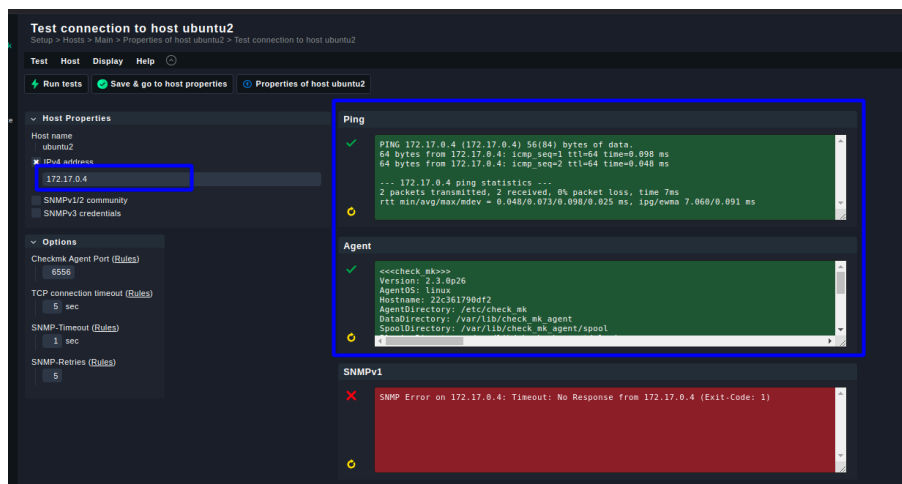 Test connection to host ubuntu2
Setup > Hosts > Main > Properties of host ubuntu2 > Test connection to host ubuntu2
Test Host Display Help
Run tests
Save & go to host properties
Properties of host ubuntu2
Host Properties
Host name
ubuntu2
IPv4 address
172.17.0.4
SNMPv1/2 community
SNMPv3 credentials
Options
Checkmk Agent Port (Rules)
6556
TCP connection timeout (Rules)
5 sec
SNMP-Timeout (Rules)
1 sec
SNMP-Retries (Rules)
5
Ping
PING 172.17.0.4 (172.17.0.4) 56(84) bytes of data.
64 bytes from 172.17.0.4: icmp_seq=1 ttl=64 time=0.098 ms
64 bytes from 172.17.0.4: icmp_seq=2 ttl=64 time=0.048 ms
--- 172.17.0.4 ping statistics ---
2 packets transmitted, 2 received, 0% packet loss, time 7ms
rtt min/avg/max/mdev = 0.048/0.073/0.098/0.025 ms, ipg/ewma 7.060/0.091 ms
Agent
<<<check_mk>>>
Version: 2.3.0p26
AgentOS: linux
Hostname: 22c361790df2
AgentDirectory: /etc/check_mk
DataDirectory: /var/lib/check_mk_agent
SpoolDirectory: /var/lib/check_mk_agent/spool
SNMPv1
SNMP Error on 172.17.0.4: Timeout: No Response from 172.17.0.4 (Exit-Code: 1)